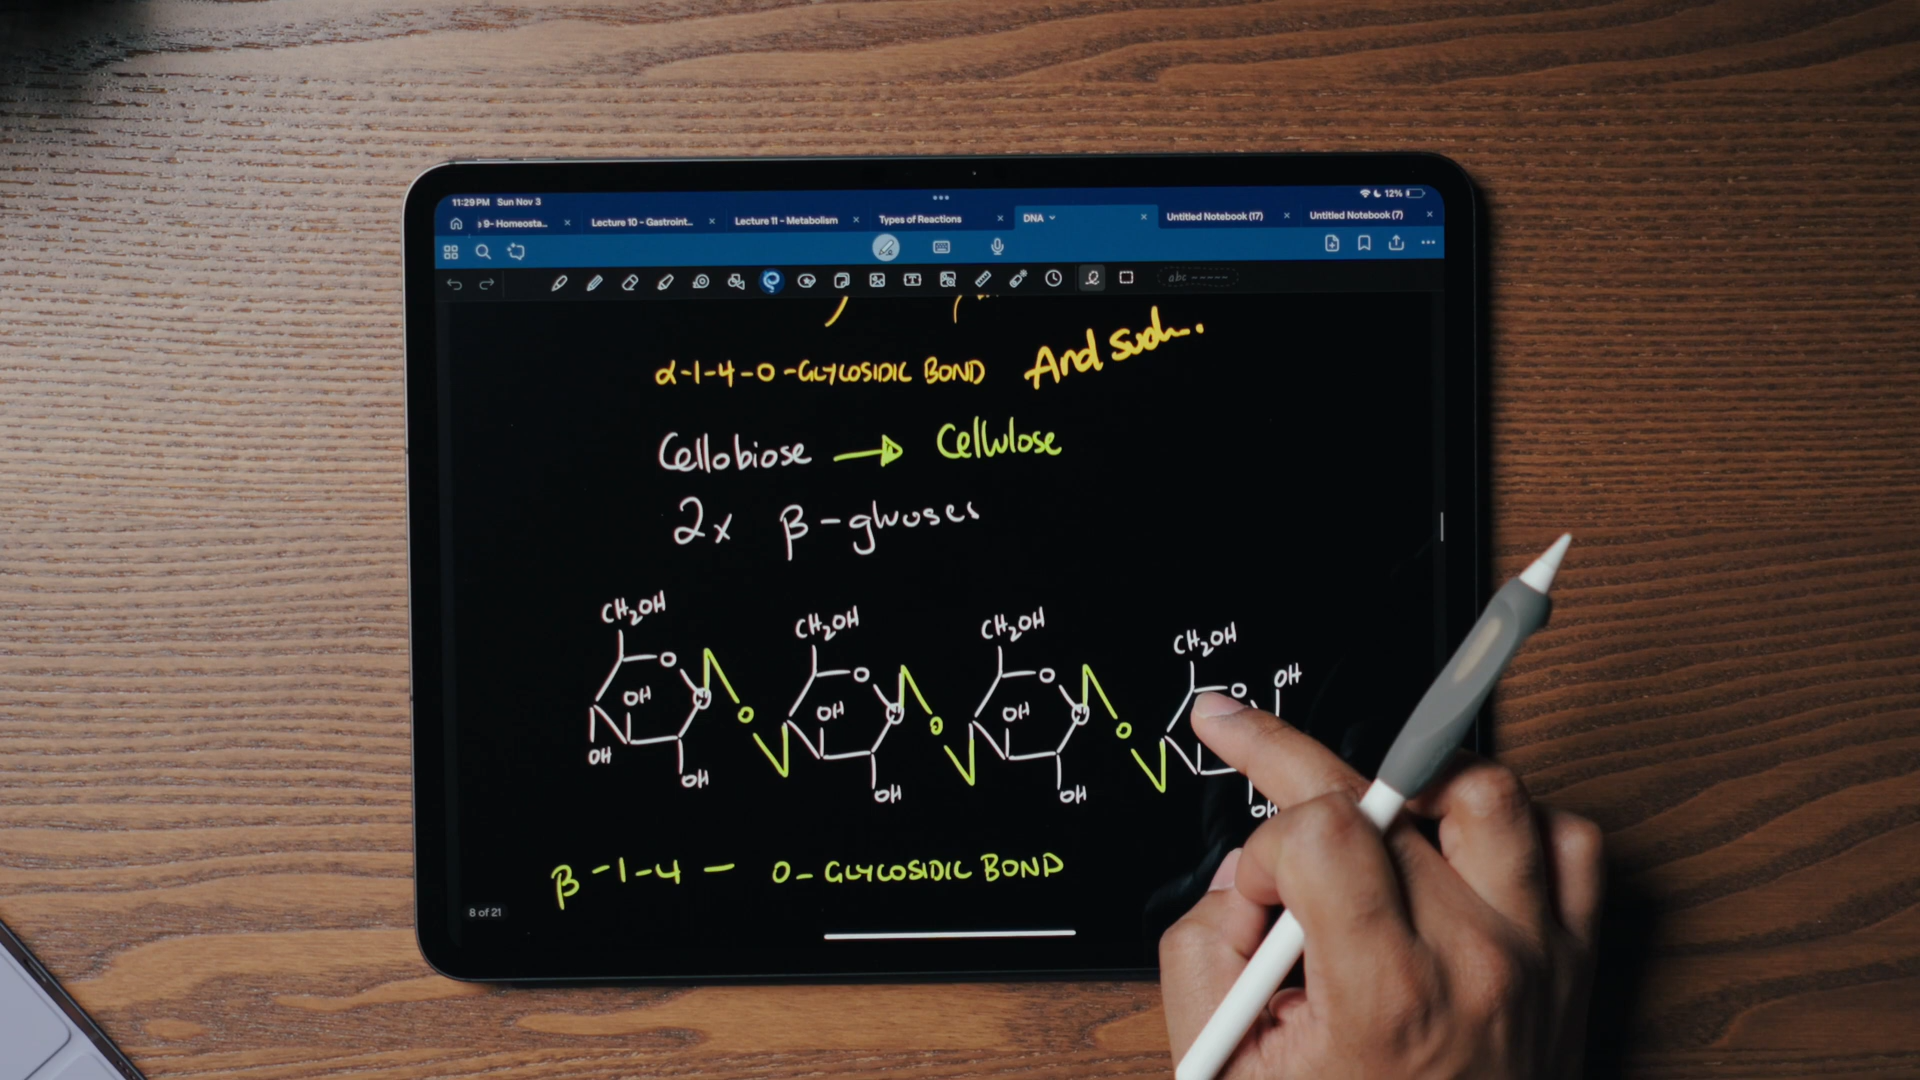 11:29 PM Sun Nov 3
12%
9- Homeosta...
Lecture 10 - Gastroint...
Lecture 11 - Metabolism
Types of Reactions
DNA
Untitled Notebook (17)
Untitled Notebook (7)
abc
α-1-4-O-GLYCOSIDIC BOND And such.
Cellobiose → Cellulose
2x β-glucoses
CH₂OH CH₂OH CH₂OH CH₂OH
O O O O OH
OH OH OH
O O O
OH OH OH OH OH
β-1-4 - O-GLYCOSIDIC BOND
8 of 21